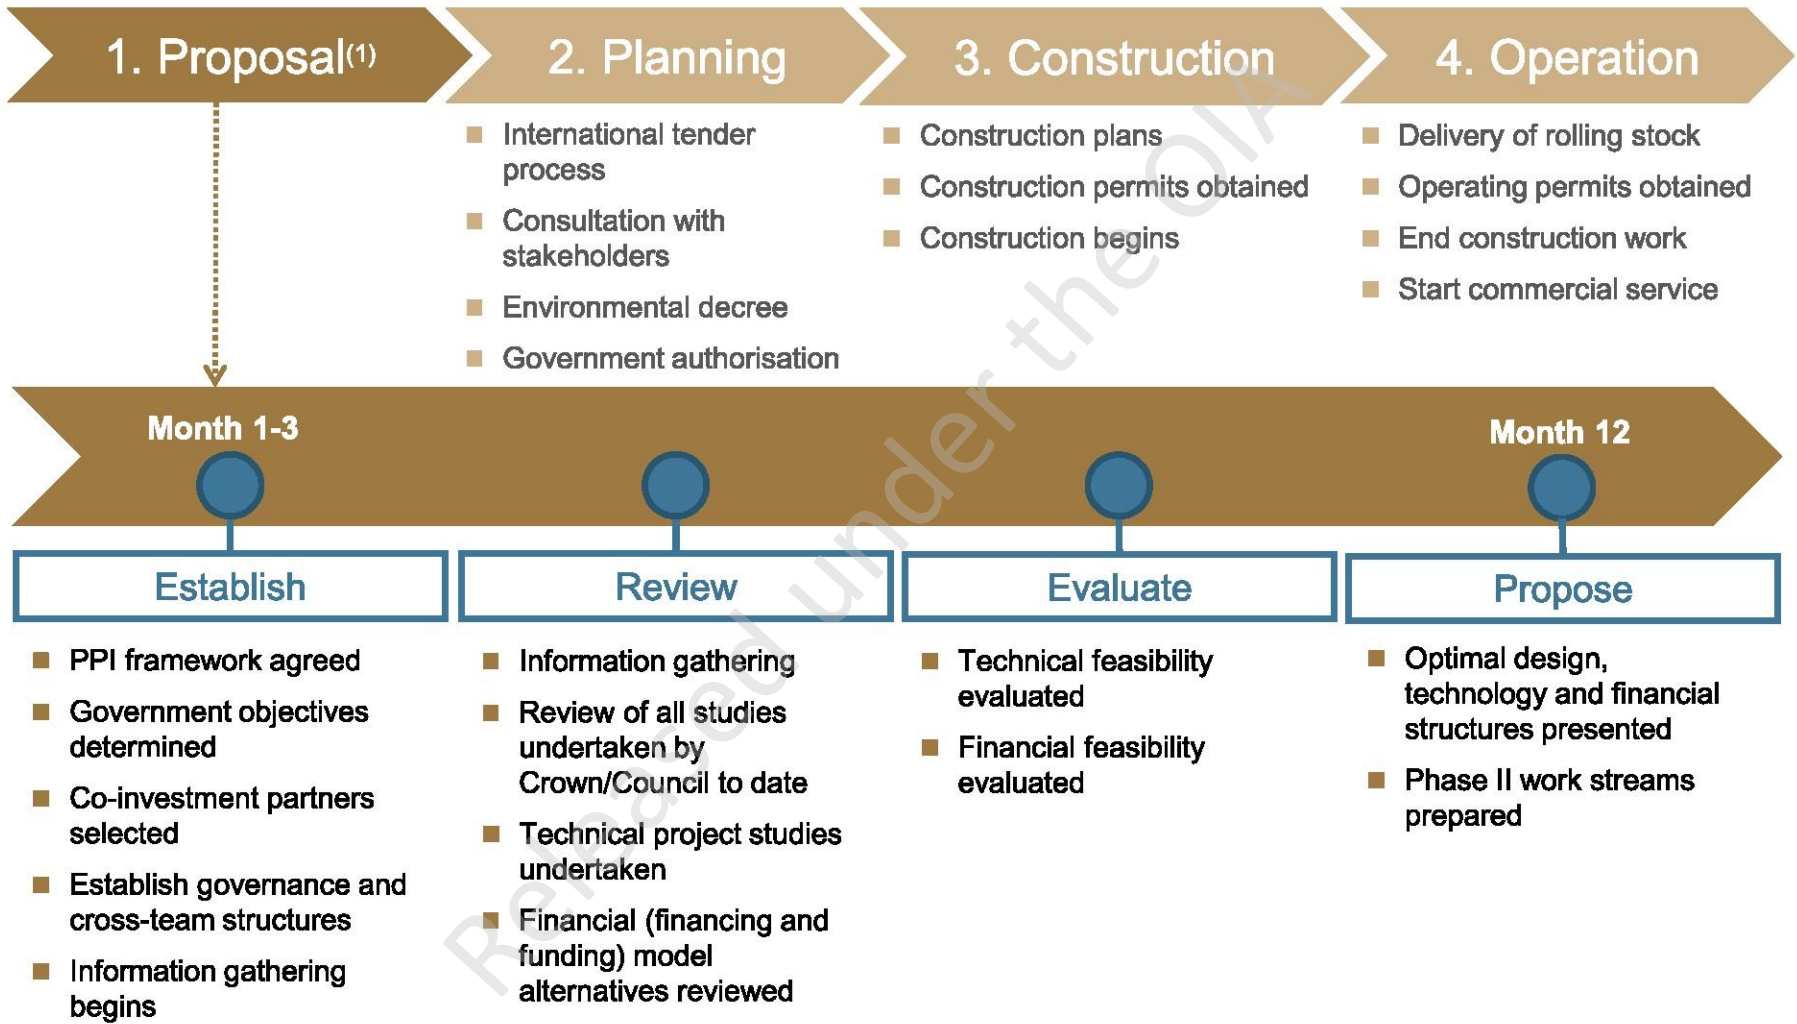 1. Proposal(1)
2. Planning
3. Construction
4. Operation
International tender
process
Consultation with
stakeholders
Environmental decree
Government authorisation
Construction plans
Construction permits obtained
Construction begins
Delivery of rolling stock
Operating permits obtained
End construction work
Start commercial service
Month 1-3
Month 12
Establish
PPI framework agreed
Government objectives
determined
Co-investment partners
selected
Establish governance and
cross-team structures
Information gathering
begins
Review
Information gathering
Review of all studies
undertaken by
Crown/Council to date
Technical project studies
undertaken
Financial (financing and
funding) model
alternatives reviewed
Evaluate
Technical feasibility
evaluated
Financial feasibility
evaluated
Propose
Optimal design,
technology and financial
structures presented
Phase II work streams
prepared
Released under the OIA